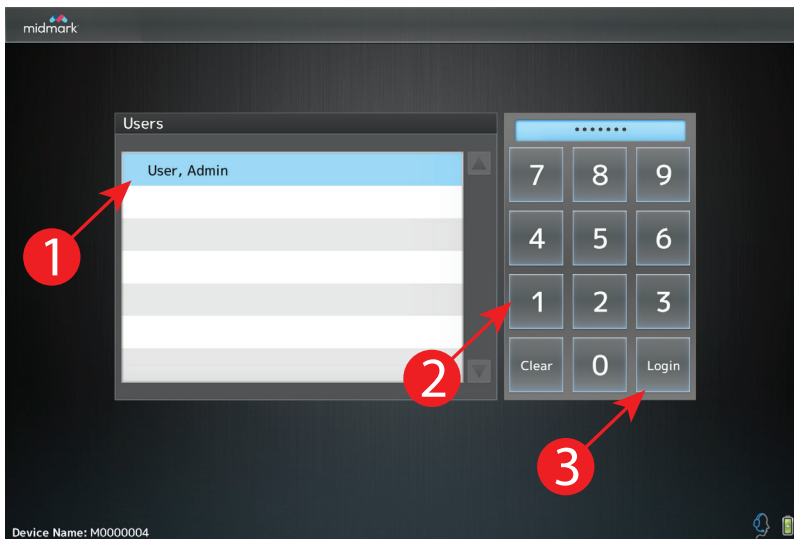 midmark
Users
User, Admin
•••••••
7 8 9
4 5 6
1 2 3
Clear 0 Login
1
2
3
Device Name: M0000004